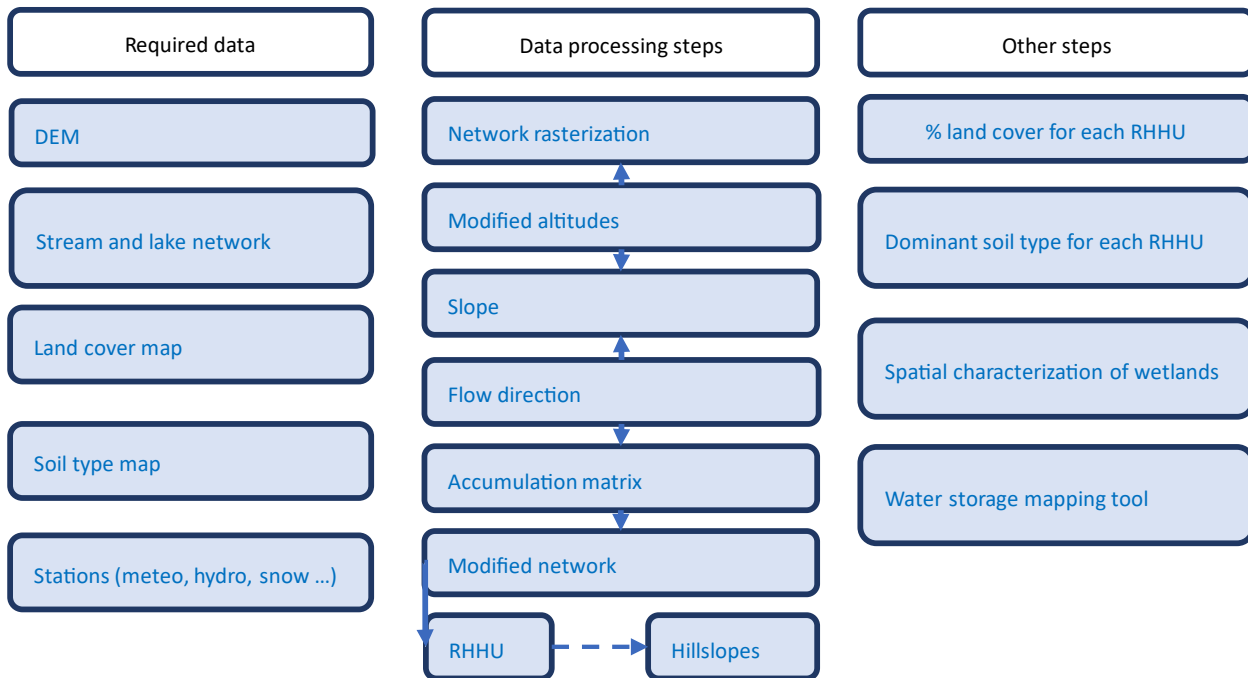 Required data
DEM
Stream and lake network
Land cover map
Soil type map
Stations (meteo, hydro, snow ...)
Data processing steps
Network rasterization
Modified altitudes
Slope
Flow direction
Accumulation matrix
Modified network
RHHU
Hillslopes
Other steps
% land cover for each RHHU
Dominant soil type for each RHHU
Spatial characterization of wetlands
Water storage mapping tool